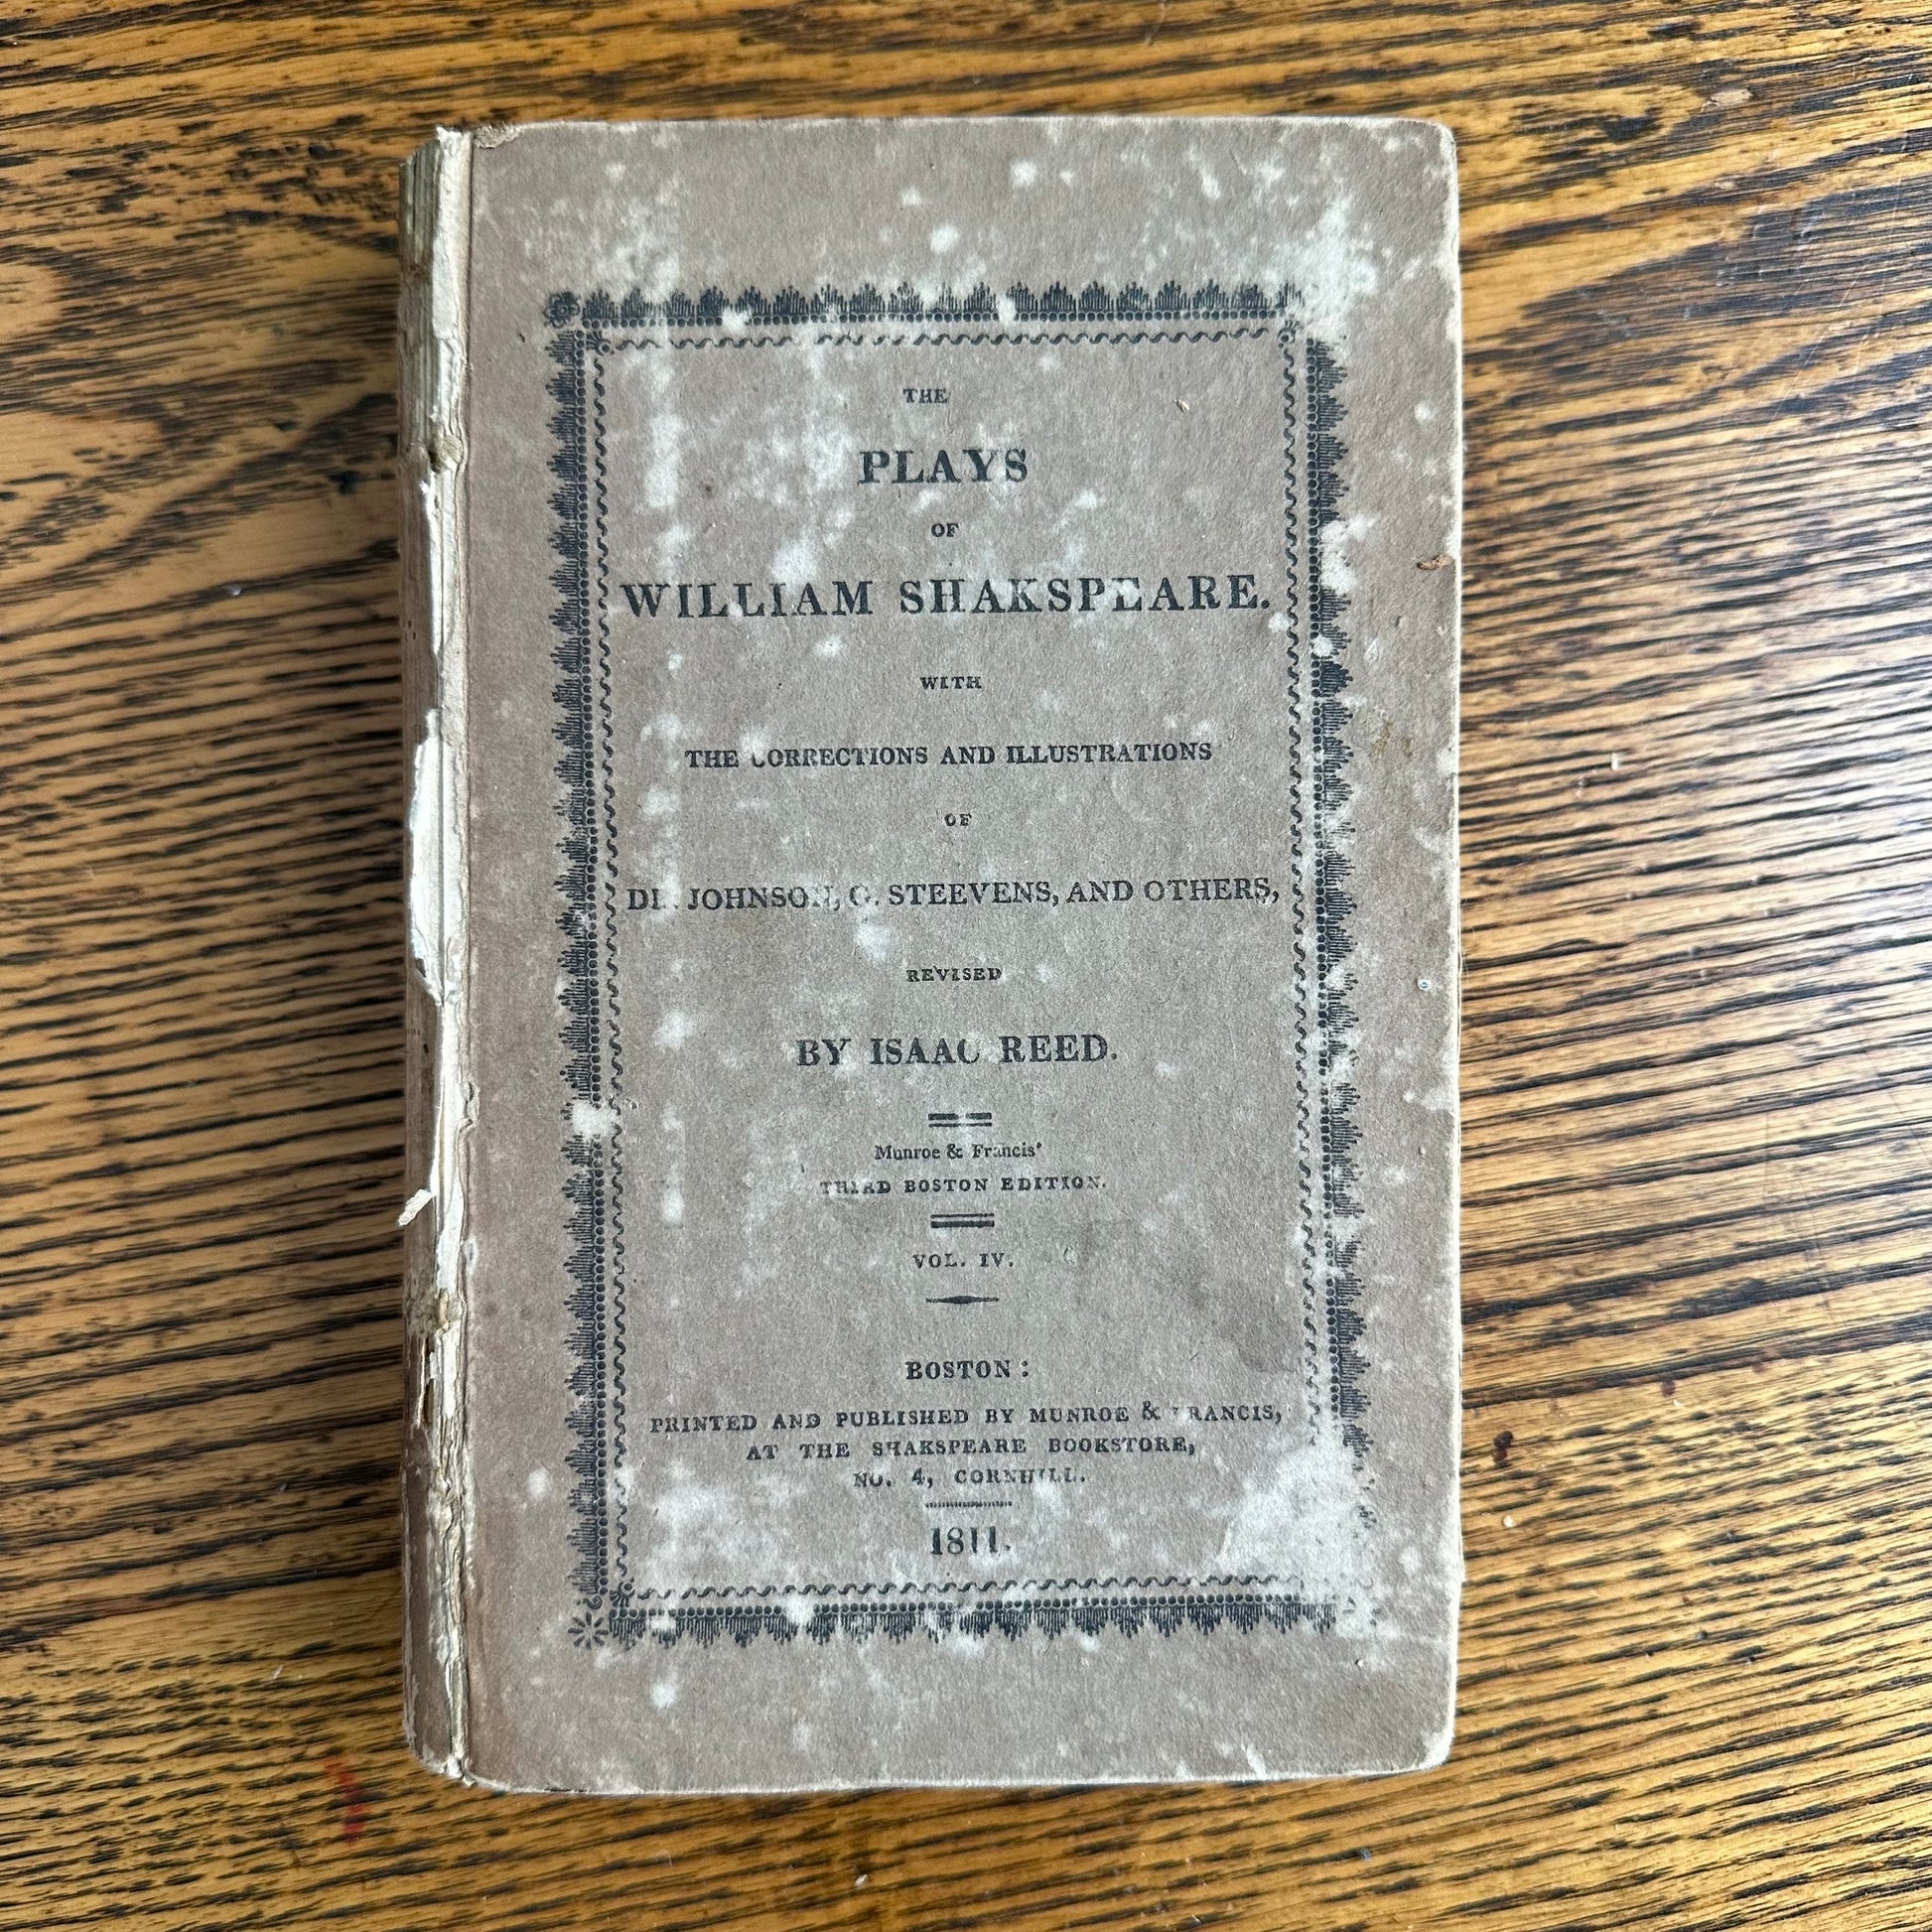 THE
PLAYS
OF
WILLIAM SHAKSPEARE.
WITH
THE CORRECTIONS AND ILLUSTRATIONS
OF
DR. JOHNSON, G. STEEVENS, AND OTHERS,
REVISED
BY ISAAC REED.
Munroe & Francis'
THIRD BOSTON EDITION.
VOL. IV.
BOSTON:
PRINTED AND PUBLISHED BY MUNROE & FRANCIS,
AT THE SHAKSPEARE BOOKSTORE,
NO. 4, CORNHILL.
1811.